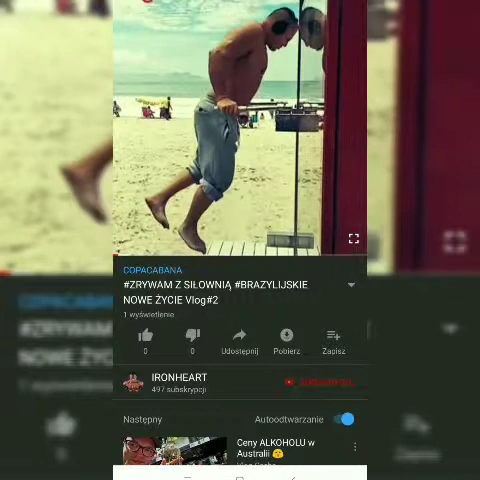 COPACABANA
#ZRYWAM Z SIŁOWNIĄ #BRAZYLIJSKIE
NOWE ŻYCIE Vlog#2
1 wyświetlenie
0
0
Udostępnij
Pobierz
Zapisz
IRONHEART
497 subskrypcji
Następny
Autoodtwarzanie
Ceny ALKOHOLU w
Australii